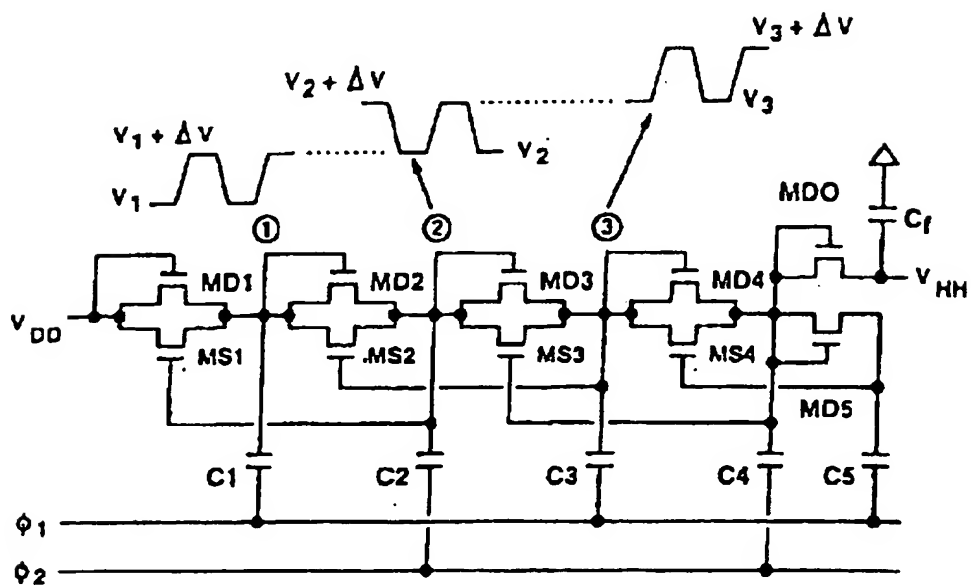 V3 + ΔV
V2 + ΔV
V3
V1 + ΔV
V2
V1
MDO
Cf
① ② ③
MD1 MD2 MD3 MD4
VHH
VDD
MS1 .MS2 MS3 MS4
MD5
C1 C2 C3 C4 C5
ϕ1
ϕ2